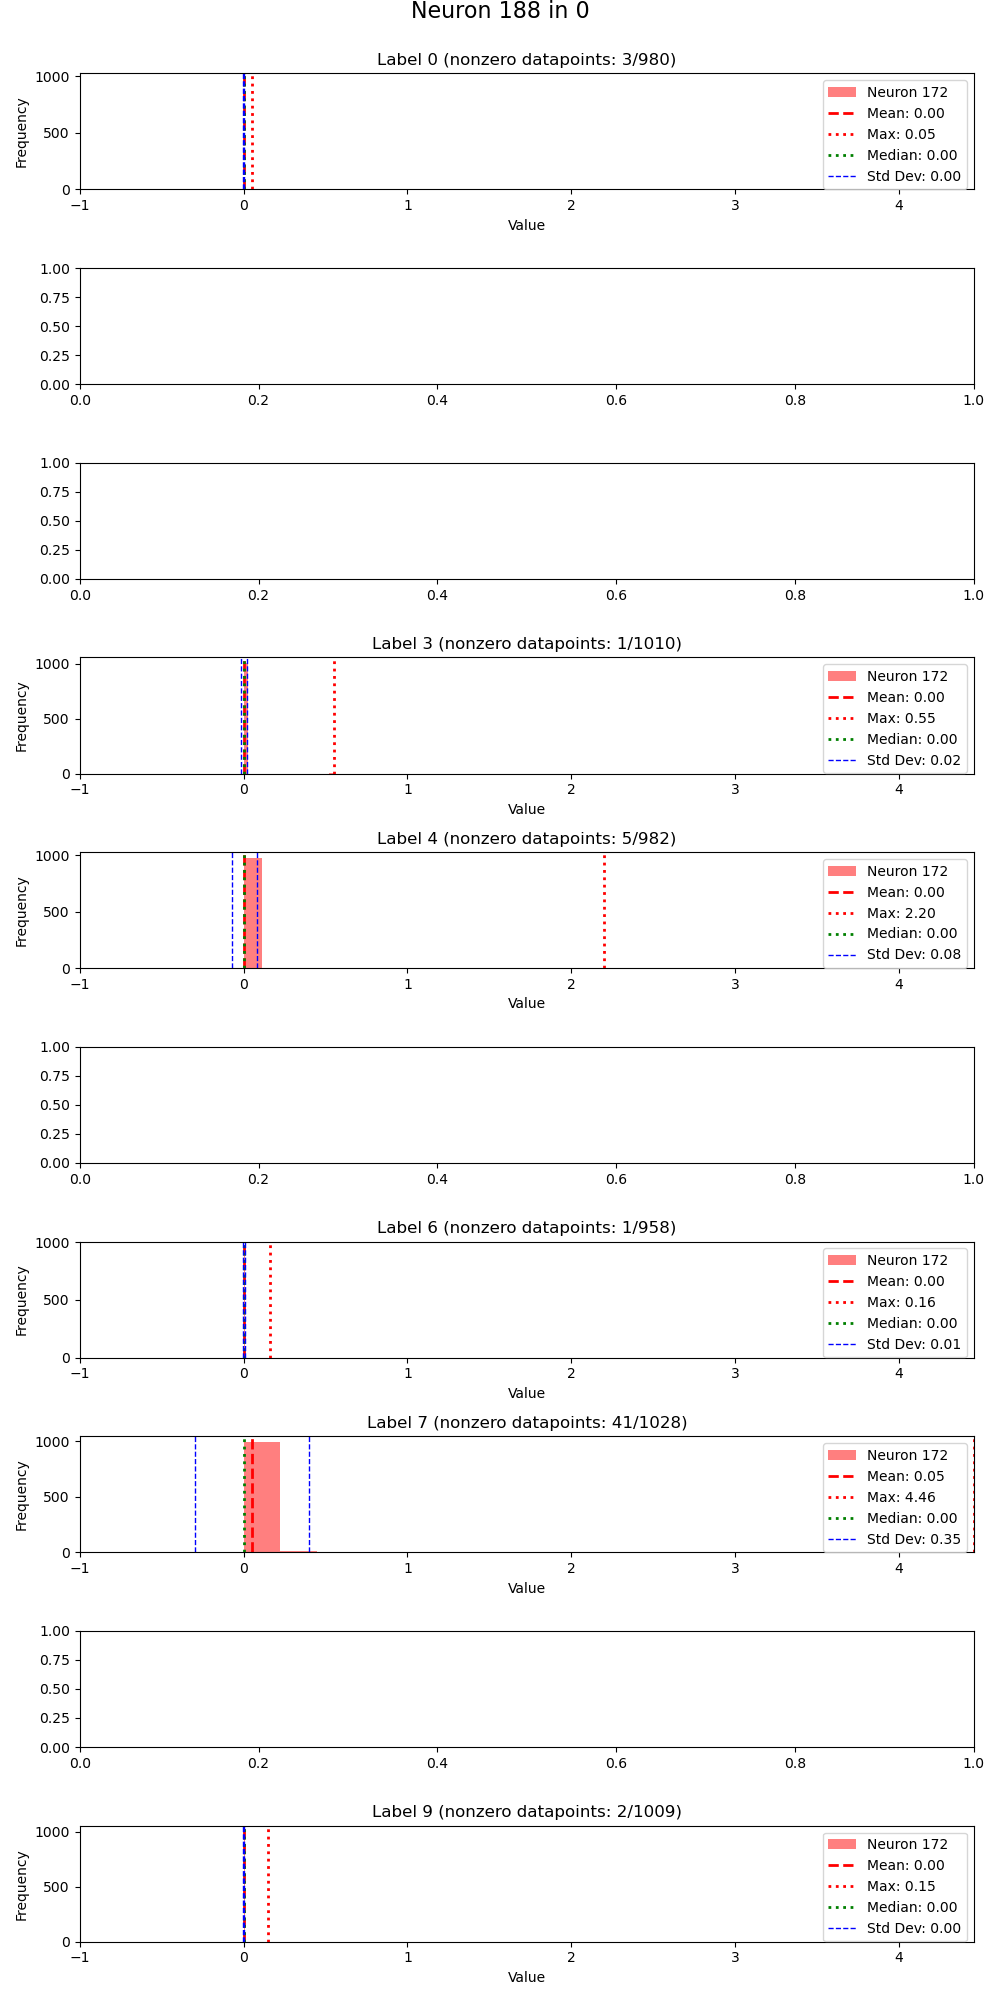 Neuron 188 in 0
Label 0 (nonzero datapoints: 3/980)
1000
500
0
Frequency
Neuron 172
Mean: 0.00
Max: 0.05
Median: 0.00
Std Dev: 0.00
−1 0 1 2 3 4
Value
1.00
0.75
0.50
0.25
0.00
0.0 0.2 0.4 0.6 0.8 1.0
1.00
0.75
0.50
0.25
0.00
0.0 0.2 0.4 0.6 0.8 1.0
Label 3 (nonzero datapoints: 1/1010)
1000
500
0
Frequency
Neuron 172
Mean: 0.00
Max: 0.55
Median: 0.00
Std Dev: 0.02
−1 0 1 2 3 4
Value
Label 4 (nonzero datapoints: 5/982)
1000
500
0
Frequency
Neuron 172
Mean: 0.00
Max: 2.20
Median: 0.00
Std Dev: 0.08
−1 0 1 2 3 4
Value
1.00
0.75
0.50
0.25
0.00
0.0 0.2 0.4 0.6 0.8 1.0
Label 6 (nonzero datapoints: 1/958)
1000
500
0
Frequency
Neuron 172
Mean: 0.00
Max: 0.16
Median: 0.00
Std Dev: 0.01
−1 0 1 2 3 4
Value
Label 7 (nonzero datapoints: 41/1028)
1000
500
0
Frequency
Neuron 172
Mean: 0.05
Max: 4.46
Median: 0.00
Std Dev: 0.35
−1 0 1 2 3 4
Value
1.00
0.75
0.50
0.25
0.00
0.0 0.2 0.4 0.6 0.8 1.0
Label 9 (nonzero datapoints: 2/1009)
1000
500
0
Frequency
Neuron 172
Mean: 0.00
Max: 0.15
Median: 0.00
Std Dev: 0.00
−1 0 1 2 3 4
Value